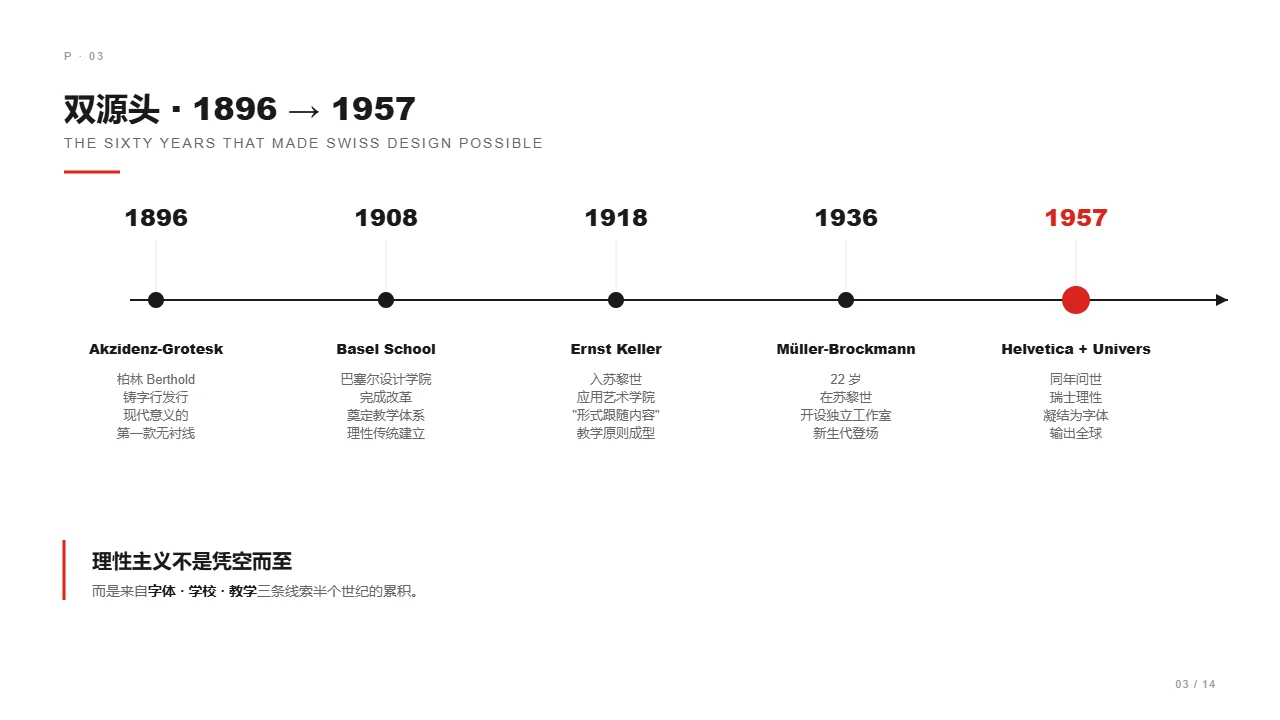 P · 03
双源头 · 1896 → 1957
THE SIXTY YEARS THAT MADE SWISS DESIGN POSSIBLE
1896
1908
1918
1936
1957
Akzidenz-Grotesk
柏林 Berthold
铸字行发行
现代意义的
第一款无衬线
Basel School
巴塞尔设计学院
完成改革
奠定教学体系
理性传统建立
Ernst Keller
入苏黎世
应用艺术学院
"形式跟随内容"
教学原则成型
Müller-Brockmann
22 岁
在苏黎世
开设独立工作室
新生代登场
Helvetica + Univers
同年问世
瑞士理性
凝结为字体
输出全球
理性主义不是凭空而至
而是来自字体 · 学校 · 教学三条线索半个世纪的累积。
03 / 14